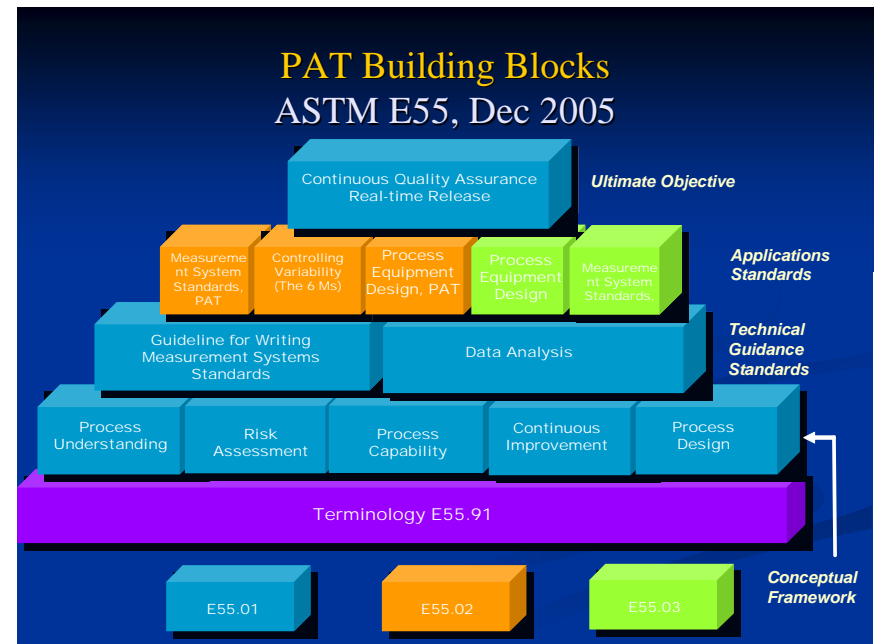 PAT Building Blocks
ASTM E55, Dec 2005
Continuous Quality Assurance
Real-time Release
Ultimate Objective
Measureme
nt System
Standards,
PAT
Controlling
Variability
(The 6 Ms)
Process
Equipment
Design, PAT
Process
Equipment
Design
Measureme
nt System
Standards,
Applications
Standards
Guideline for Writing
Measurement Systems
Standards
Data Analysis
Technical
Guidance
Standards
Process
Understanding
Risk
Assessment
Process
Capability
Continuous
Improvement
Process
Design
Terminology E55.91
E55.01
E55.02
E55.03
Conceptual
Framework